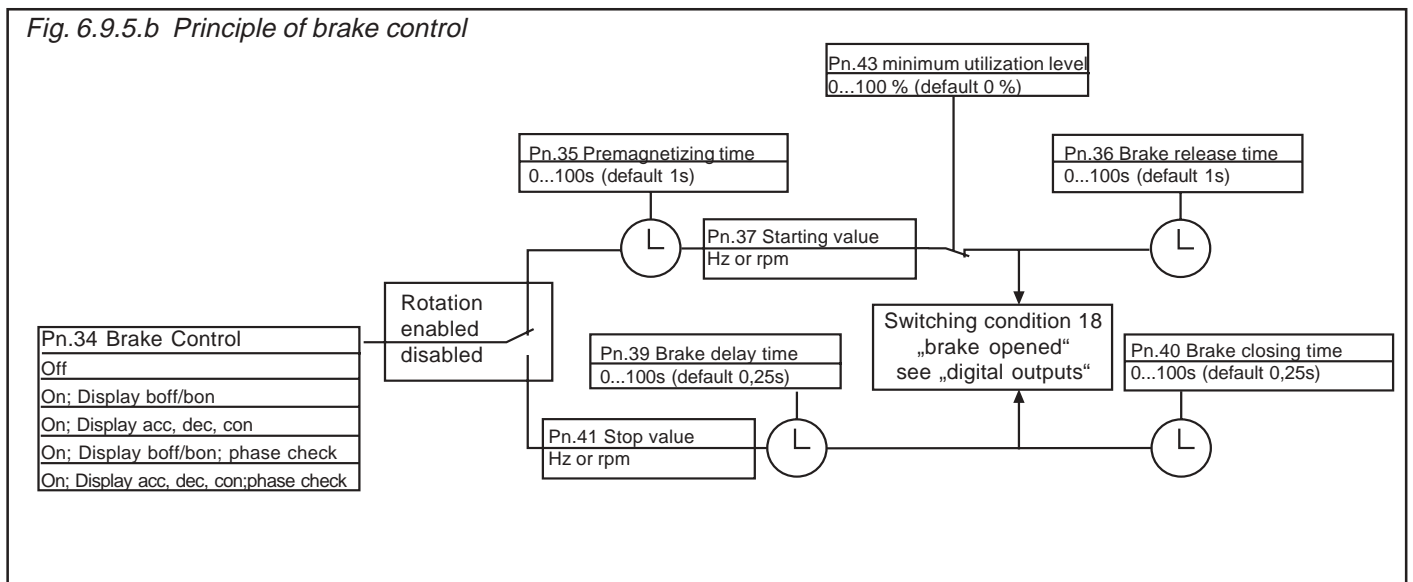 Fig. 6.9.5.b Principle of brake control
Pn.43 minimum utilization level
0...100 % (default 0 %)
Pn.35 Premagnetizing time
0...100s (default 1s)
Pn.36 Brake release time
0...100s (default 1s)
Pn.37 Starting value
Hz or rpm
Rotation
enabled
disabled
Pn.34 Brake Control
Off
On; Display boff/bon
On; Display acc, dec, con
On; Display boff/bon; phase check
On; Display acc, dec, con;phase check
Switching condition 18
„brake opened“
see „digital outputs“
Pn.39 Brake delay time
0...100s (default 0,25s)
Pn.40 Brake closing time
0...100s (default 0,25s)
Pn.41 Stop value
Hz or rpm